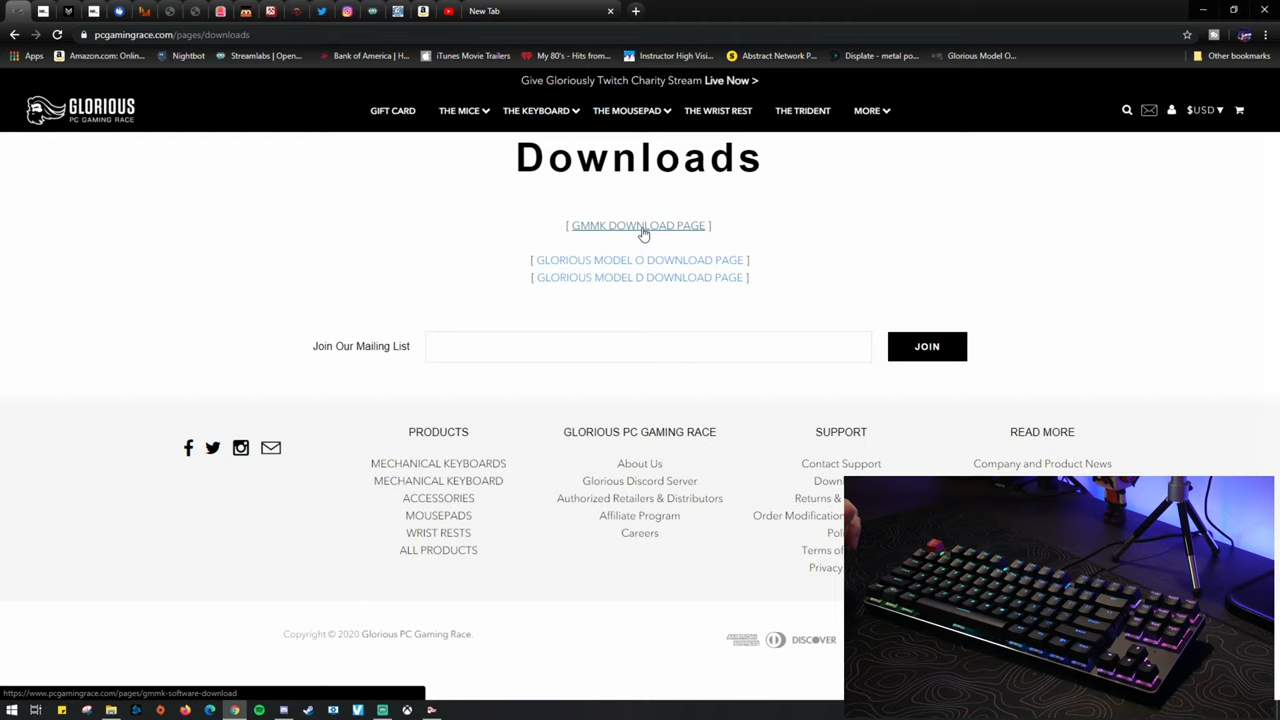 New Tab
pcgamingrace.com/pages/downloads
Apps
Amazon.com: Onlin...
Nightbot
Streamlabs | Open...
Bank of America | H...
iTunes Movie Trailers
My 80's - Hits from...
Instructor High Visi...
Abstract Network P...
Displate - metal po...
Glorious Model O...
Other bookmarks
Give Gloriously Twitch Charity Stream Live Now >
GLORIOUS
PC GAMING RACE
GIFT CARD
THE MICE
THE KEYBOARD
THE MOUSEPAD
THE WRIST REST
THE TRIDENT
MORE
$USD
Downloads
[ GMMK DOWNLOAD PAGE ]
[ GLORIOUS MODEL O DOWNLOAD PAGE ]
[ GLORIOUS MODEL D DOWNLOAD PAGE ]
Join Our Mailing List
JOIN
PRODUCTS
MECHANICAL KEYBOARDS
MECHANICAL KEYBOARD
ACCESSORIES
MOUSEPADS
WRIST RESTS
ALL PRODUCTS
GLORIOUS PC GAMING RACE
About Us
Glorious Discord Server
Authorized Retailers & Distributors
Affiliate Program
Careers
SUPPORT
Contact Support
Down
Returns &
Order Modification
Pol
Terms of
Privacy
READ MORE
Company and Product News
Copyright © 2020 Glorious PC Gaming Race.
AMERICAN EXPRESS
DISCOVER
https://www.pcgamingrace.com/pages/gmmk-software-download